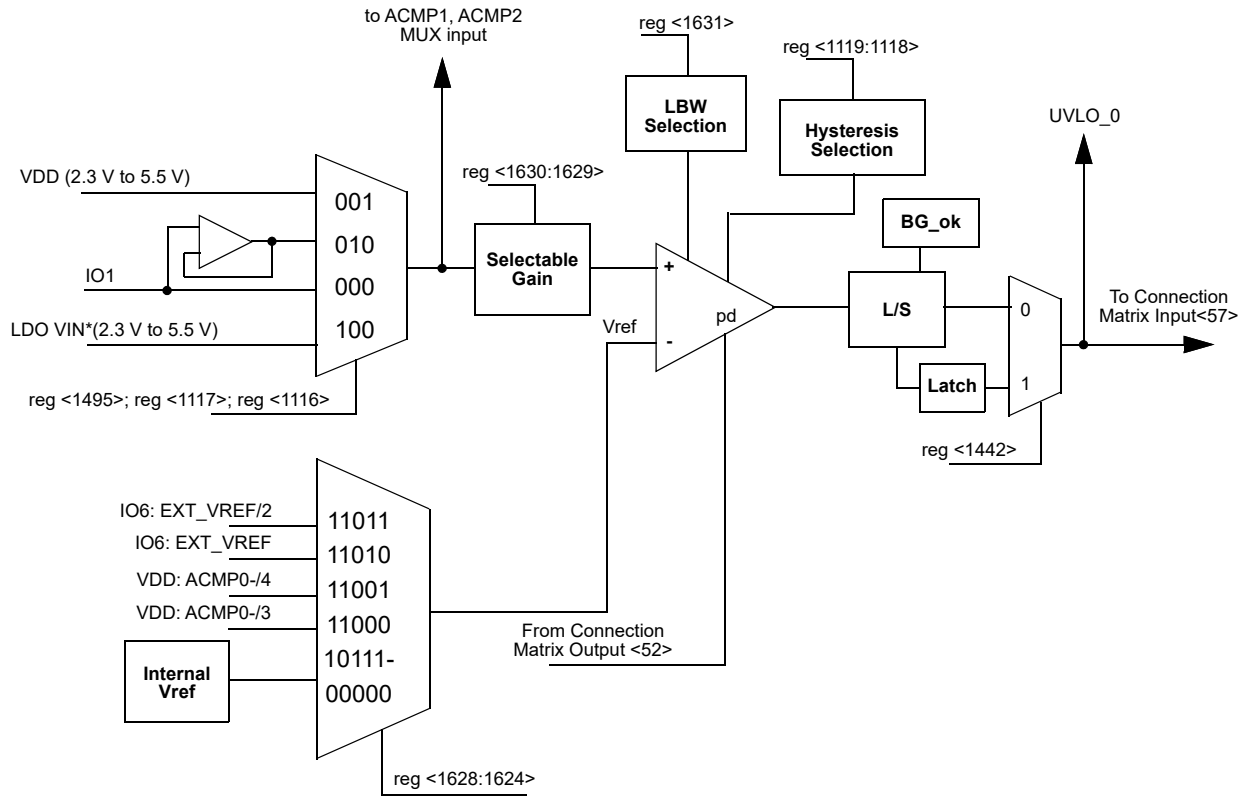 to ACMP1, ACMP2
MUX input
reg <1631>
reg <1119:1118>
LBW
Selection
Hysteresis
Selection
UVLO_0
VDD (2.3 V to 5.5 V)
reg <1630:1629>
001
010
000
100
BG_ok
Selectable
Gain
IO1
LDO VIN*(2.3 V to 5.5 V)
+
-
pd
Vref
L/S
0
1
To Connection
Matrix Input<57>
Latch
reg <1495>; reg <1117>; reg <1116>
reg <1442>
IO6: EXT_VREF/2
IO6: EXT_VREF
VDD: ACMP0-/4
VDD: ACMP0-/3
11011
11010
11001
11000
10111-
00000
Internal
Vref
From Connection
Matrix Output <52>
reg <1628:1624>